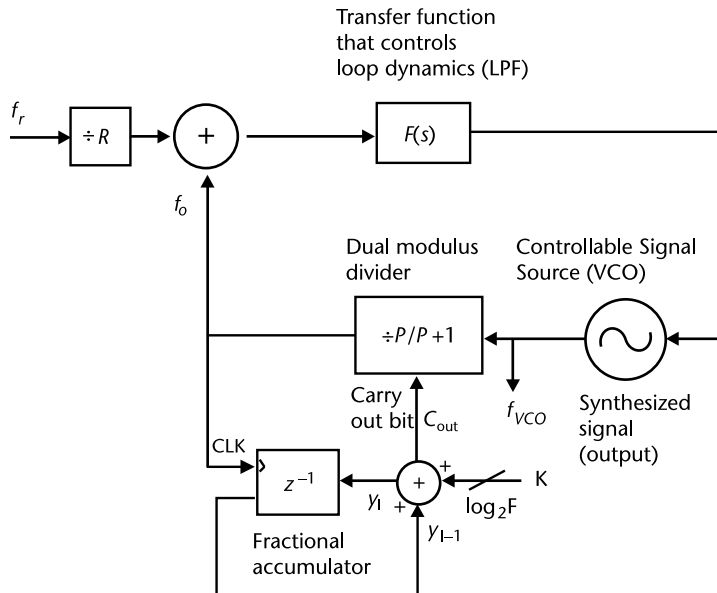 Transfer function
that controls
loop dynamics (LPF)
f_r
÷R
+
F(s)
f_o
Dual modulus
divider
Controllable Signal
Source (VCO)
÷P/P+1
Carry
out bit
C_out
f_VCO
Synthesized
signal
(output)
CLK
z^−1
y_I
+
+
+
K
log_2F
y_I−1
Fractional
accumulator